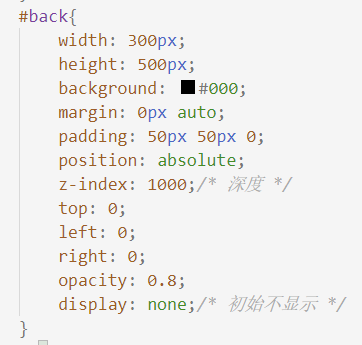 #back{
width: 300px;
height: 500px;
background: #000;
margin: 0px auto;
padding: 50px 50px 0;
position: absolute;
z-index: 1000;/* 深度 */
top: 0;
left: 0;
right: 0;
opacity: 0.8;
display: none;/* 初始不显示 */
}